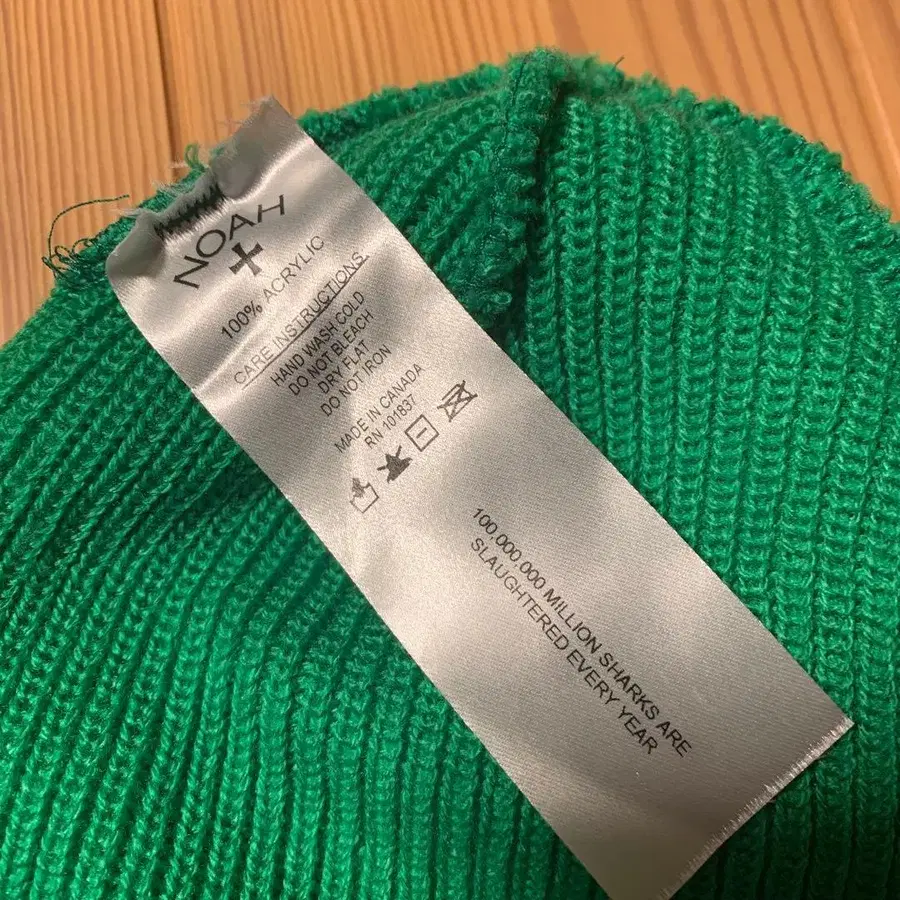 NOAH
100% ACRYLIC
CARE INSTRUCTIONS
HAND WASH COLD
DO NOT BLEACH
DRY FLAT
DO NOT IRON
MADE IN CANADA
RN 101837
100,000,000 MILLION SHARKS ARE
SLAUGHTERED EVERY YEAR